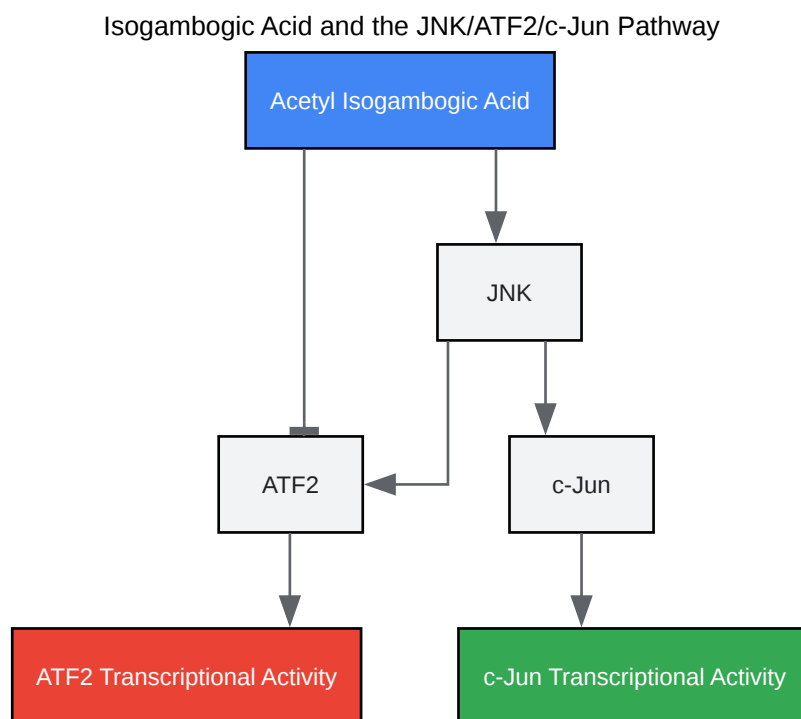 Isogambogic Acid and the JNK/ATF2/c-Jun Pathway
Acetyl Isogambogic Acid
JNK
ATF2
c-Jun
ATF2 Transcriptional Activity
c-Jun Transcriptional Activity